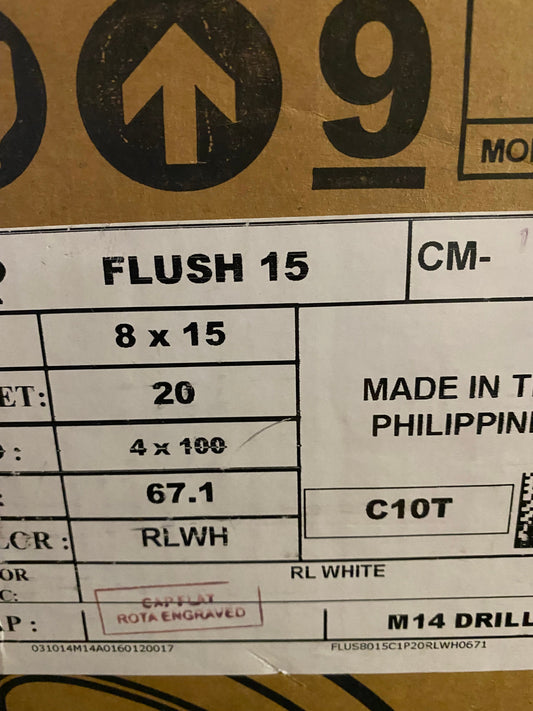 9
MO
FLUSH 15
CM-
8 x 15
ET:
20
MADE IN T
PHILIPPIN
:
4 x 100
:
67.1
C10T
LOR :
RLWH
OR
C:
RL WHITE
CAP FLAT
ROTA ENGRAVED
P :
M14 DRILL
031014M14A0160120017
FLUS8015C1P20RLWH0671